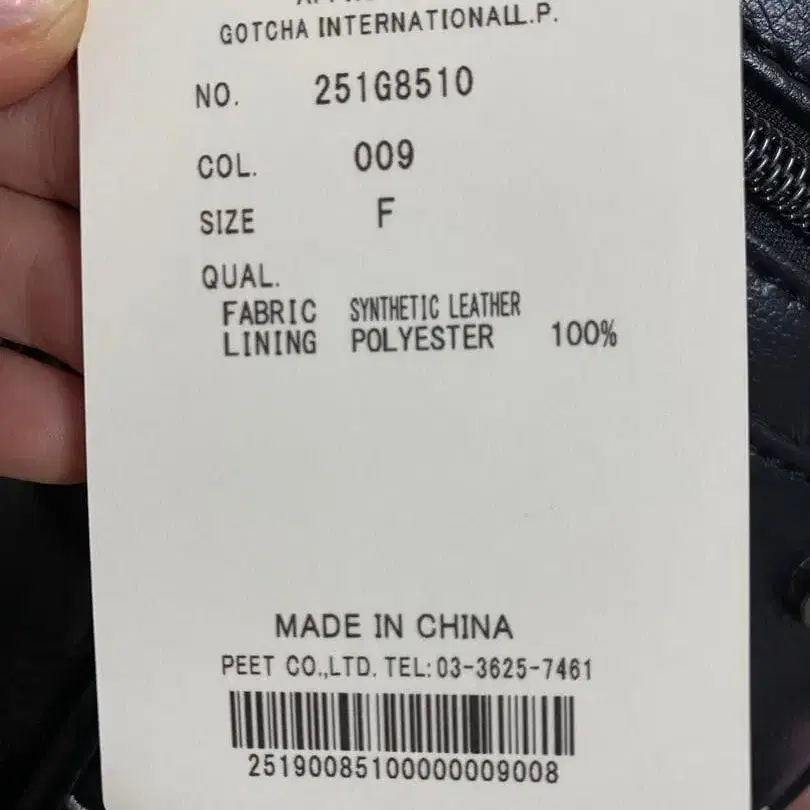 GOTCHA INTERNATIONALL.P.
NO. 251G8510
COL. 009
SIZE F
QUAL.
FABRIC SYNTHETIC LEATHER
LINING POLYESTER 100%
MADE IN CHINA
PEET CO.,LTD. TEL:03-3625-7461
25190085100000009008